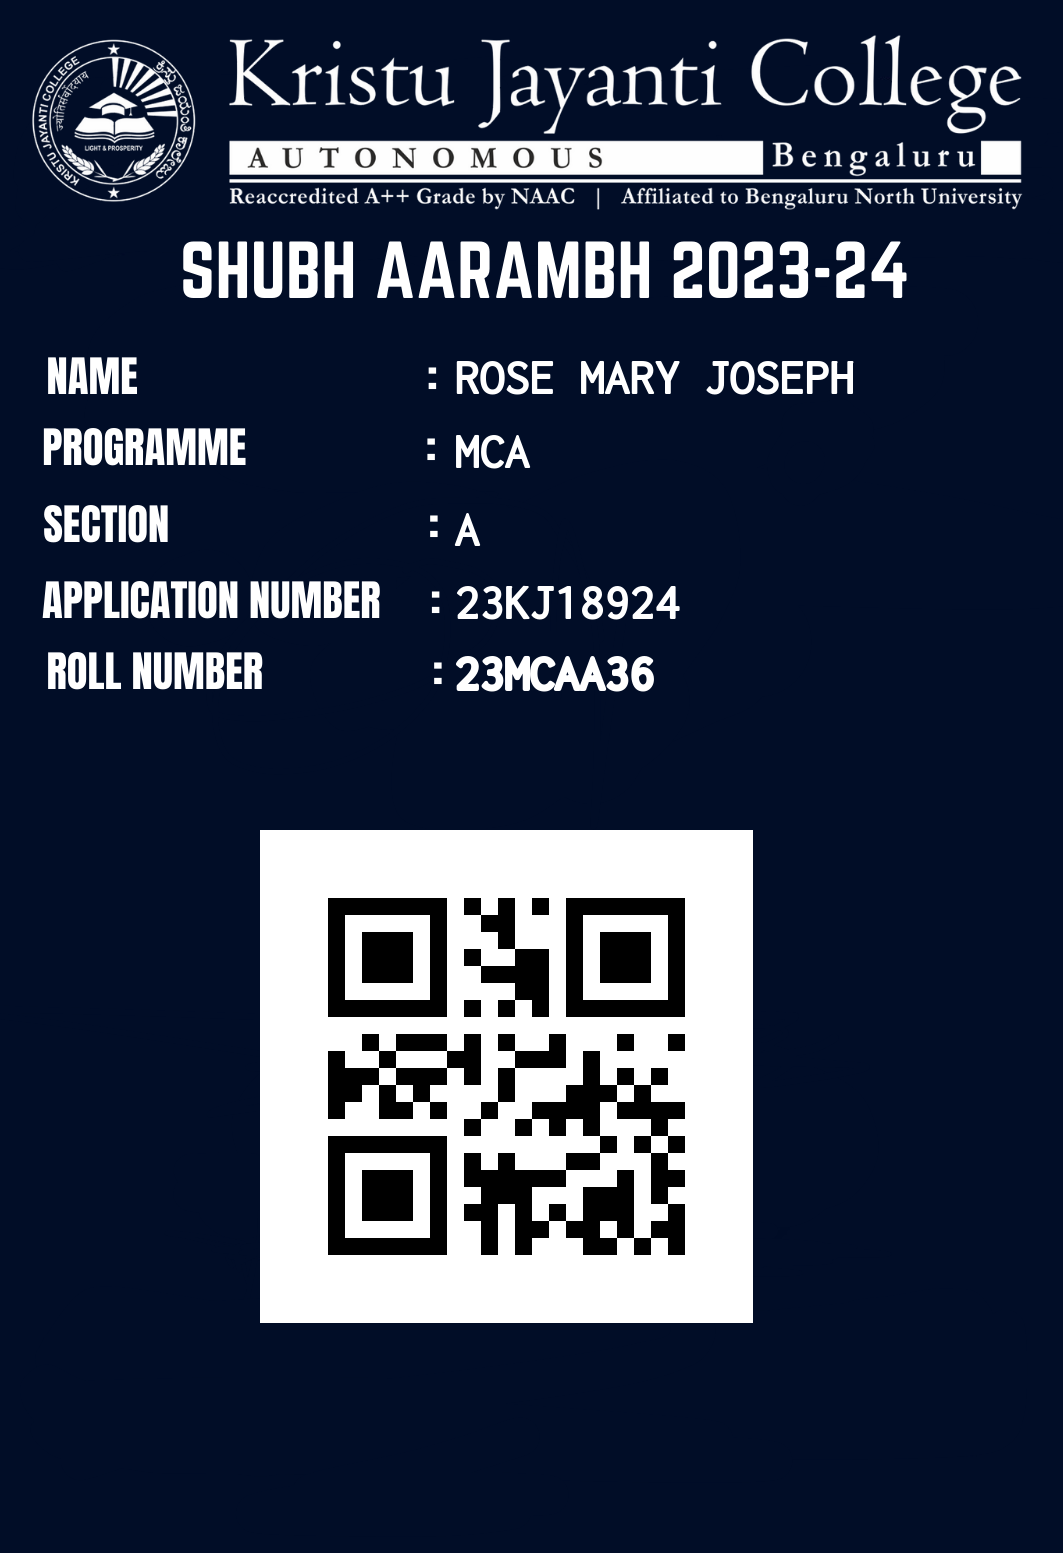 KRISTU JAYANTI COLLEGE
LIGHT & PROSPERITY
Kristu Jayanti College
AUTONOMOUS Bengaluru
Reaccredited A++ Grade by NAAC | Affiliated to Bengaluru North University
SHUBH AARAMBH 2023-24
NAME : ROSE MARY JOSEPH
PROGRAMME : MCA
SECTION : A
APPLICATION NUMBER : 23KJ18924
ROLL NUMBER : 23MCAA36